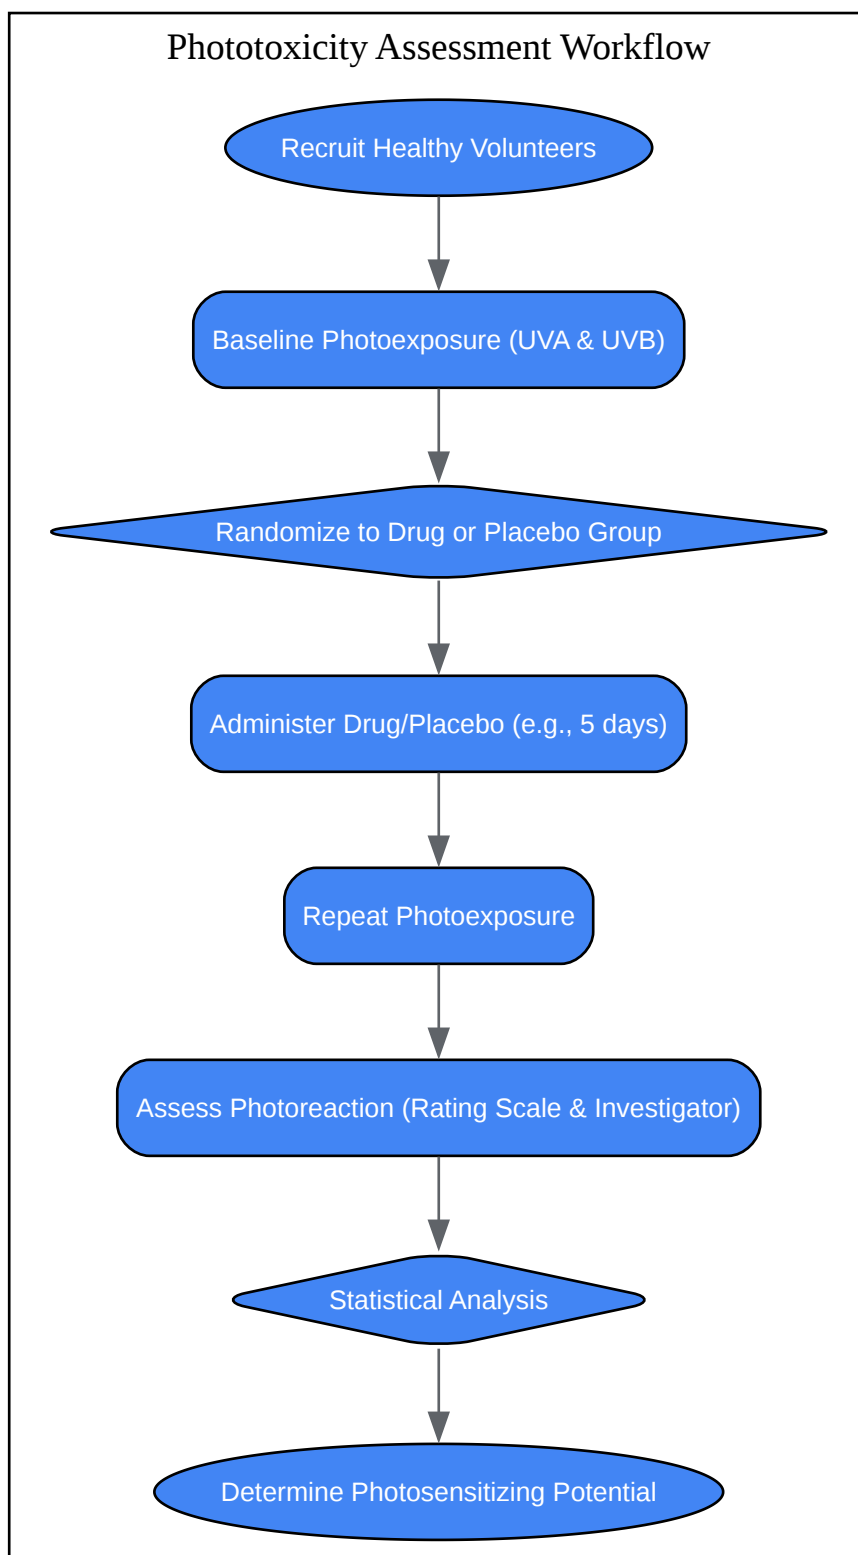 Phototoxicity Assessment Workflow
Recruit Healthy Volunteers
Baseline Photoexposure (UVA & UVB)
Randomize to Drug or Placebo Group
Administer Drug/Placebo (e.g., 5 days)
Repeat Photoexposure
Assess Photoreaction (Rating Scale & Investigator)
Statistical Analysis
Determine Photosensitizing Potential